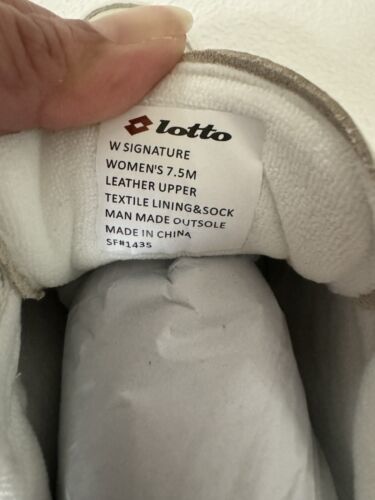 lotto
W SIGNATURE
WOMEN'S 7.5M
LEATHER UPPER
TEXTILE LINING&SOCK
MAN MADE OUTSOLE
MADE IN CHINA
SF#1435